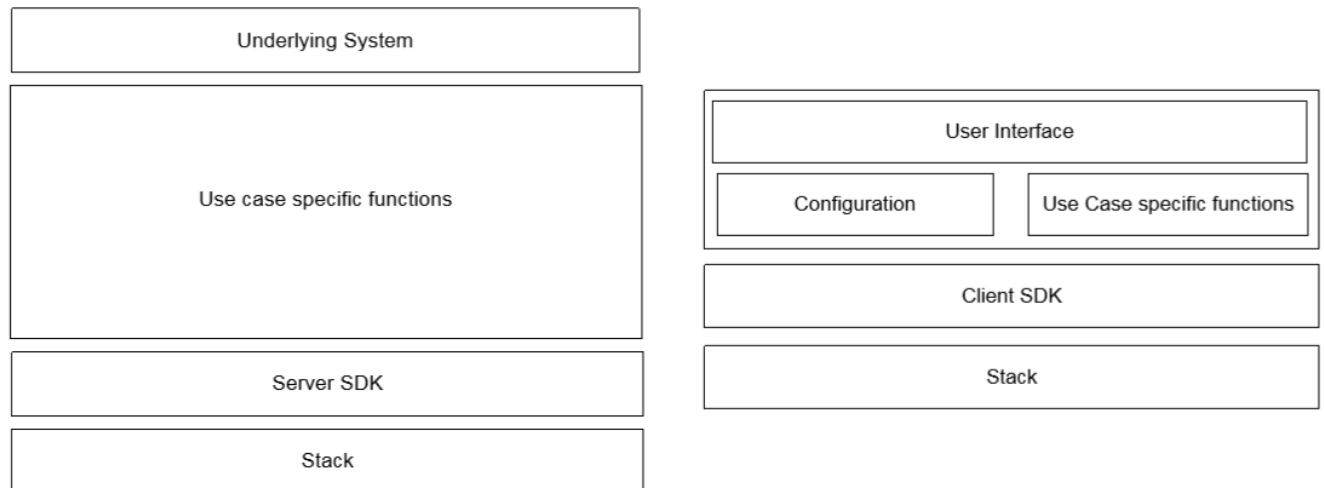 Underlying System
Use case specific functions
Server SDK
Stack
User Interface
Configuration
Use Case specific functions
Client SDK
Stack